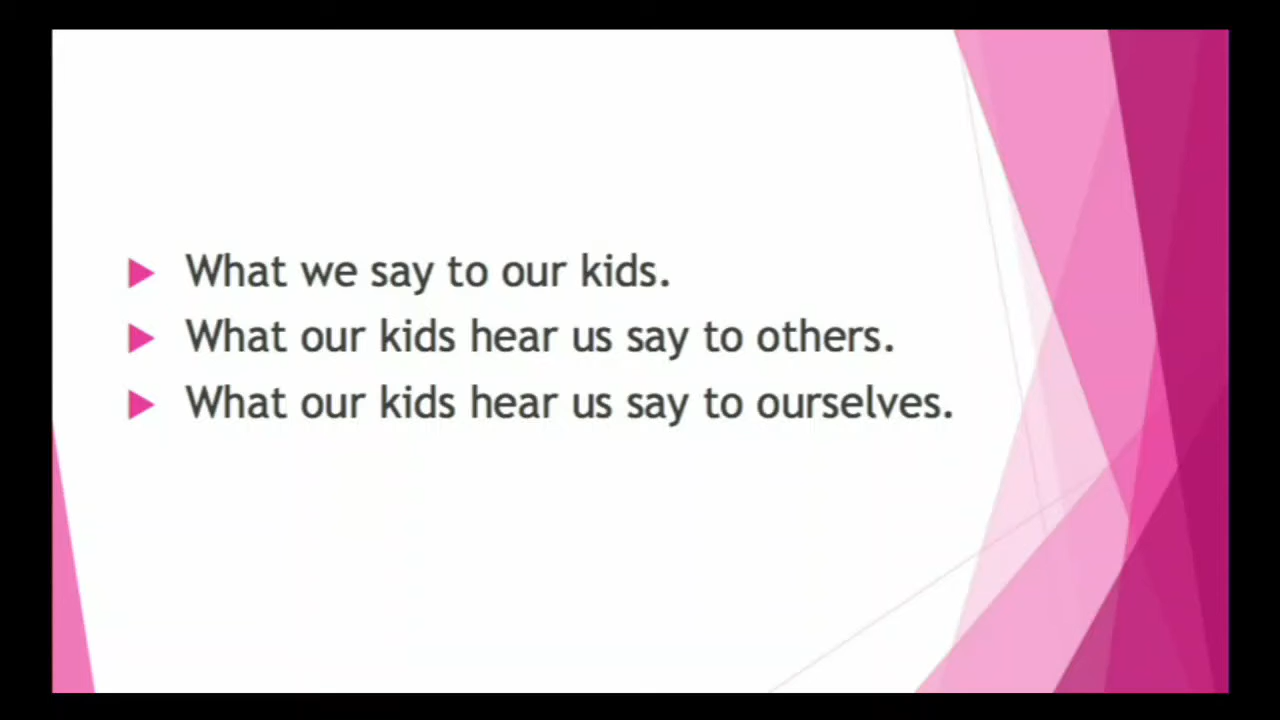 What we say to our kids.
What our kids hear us say to others.
What our kids hear us say to ourselves.